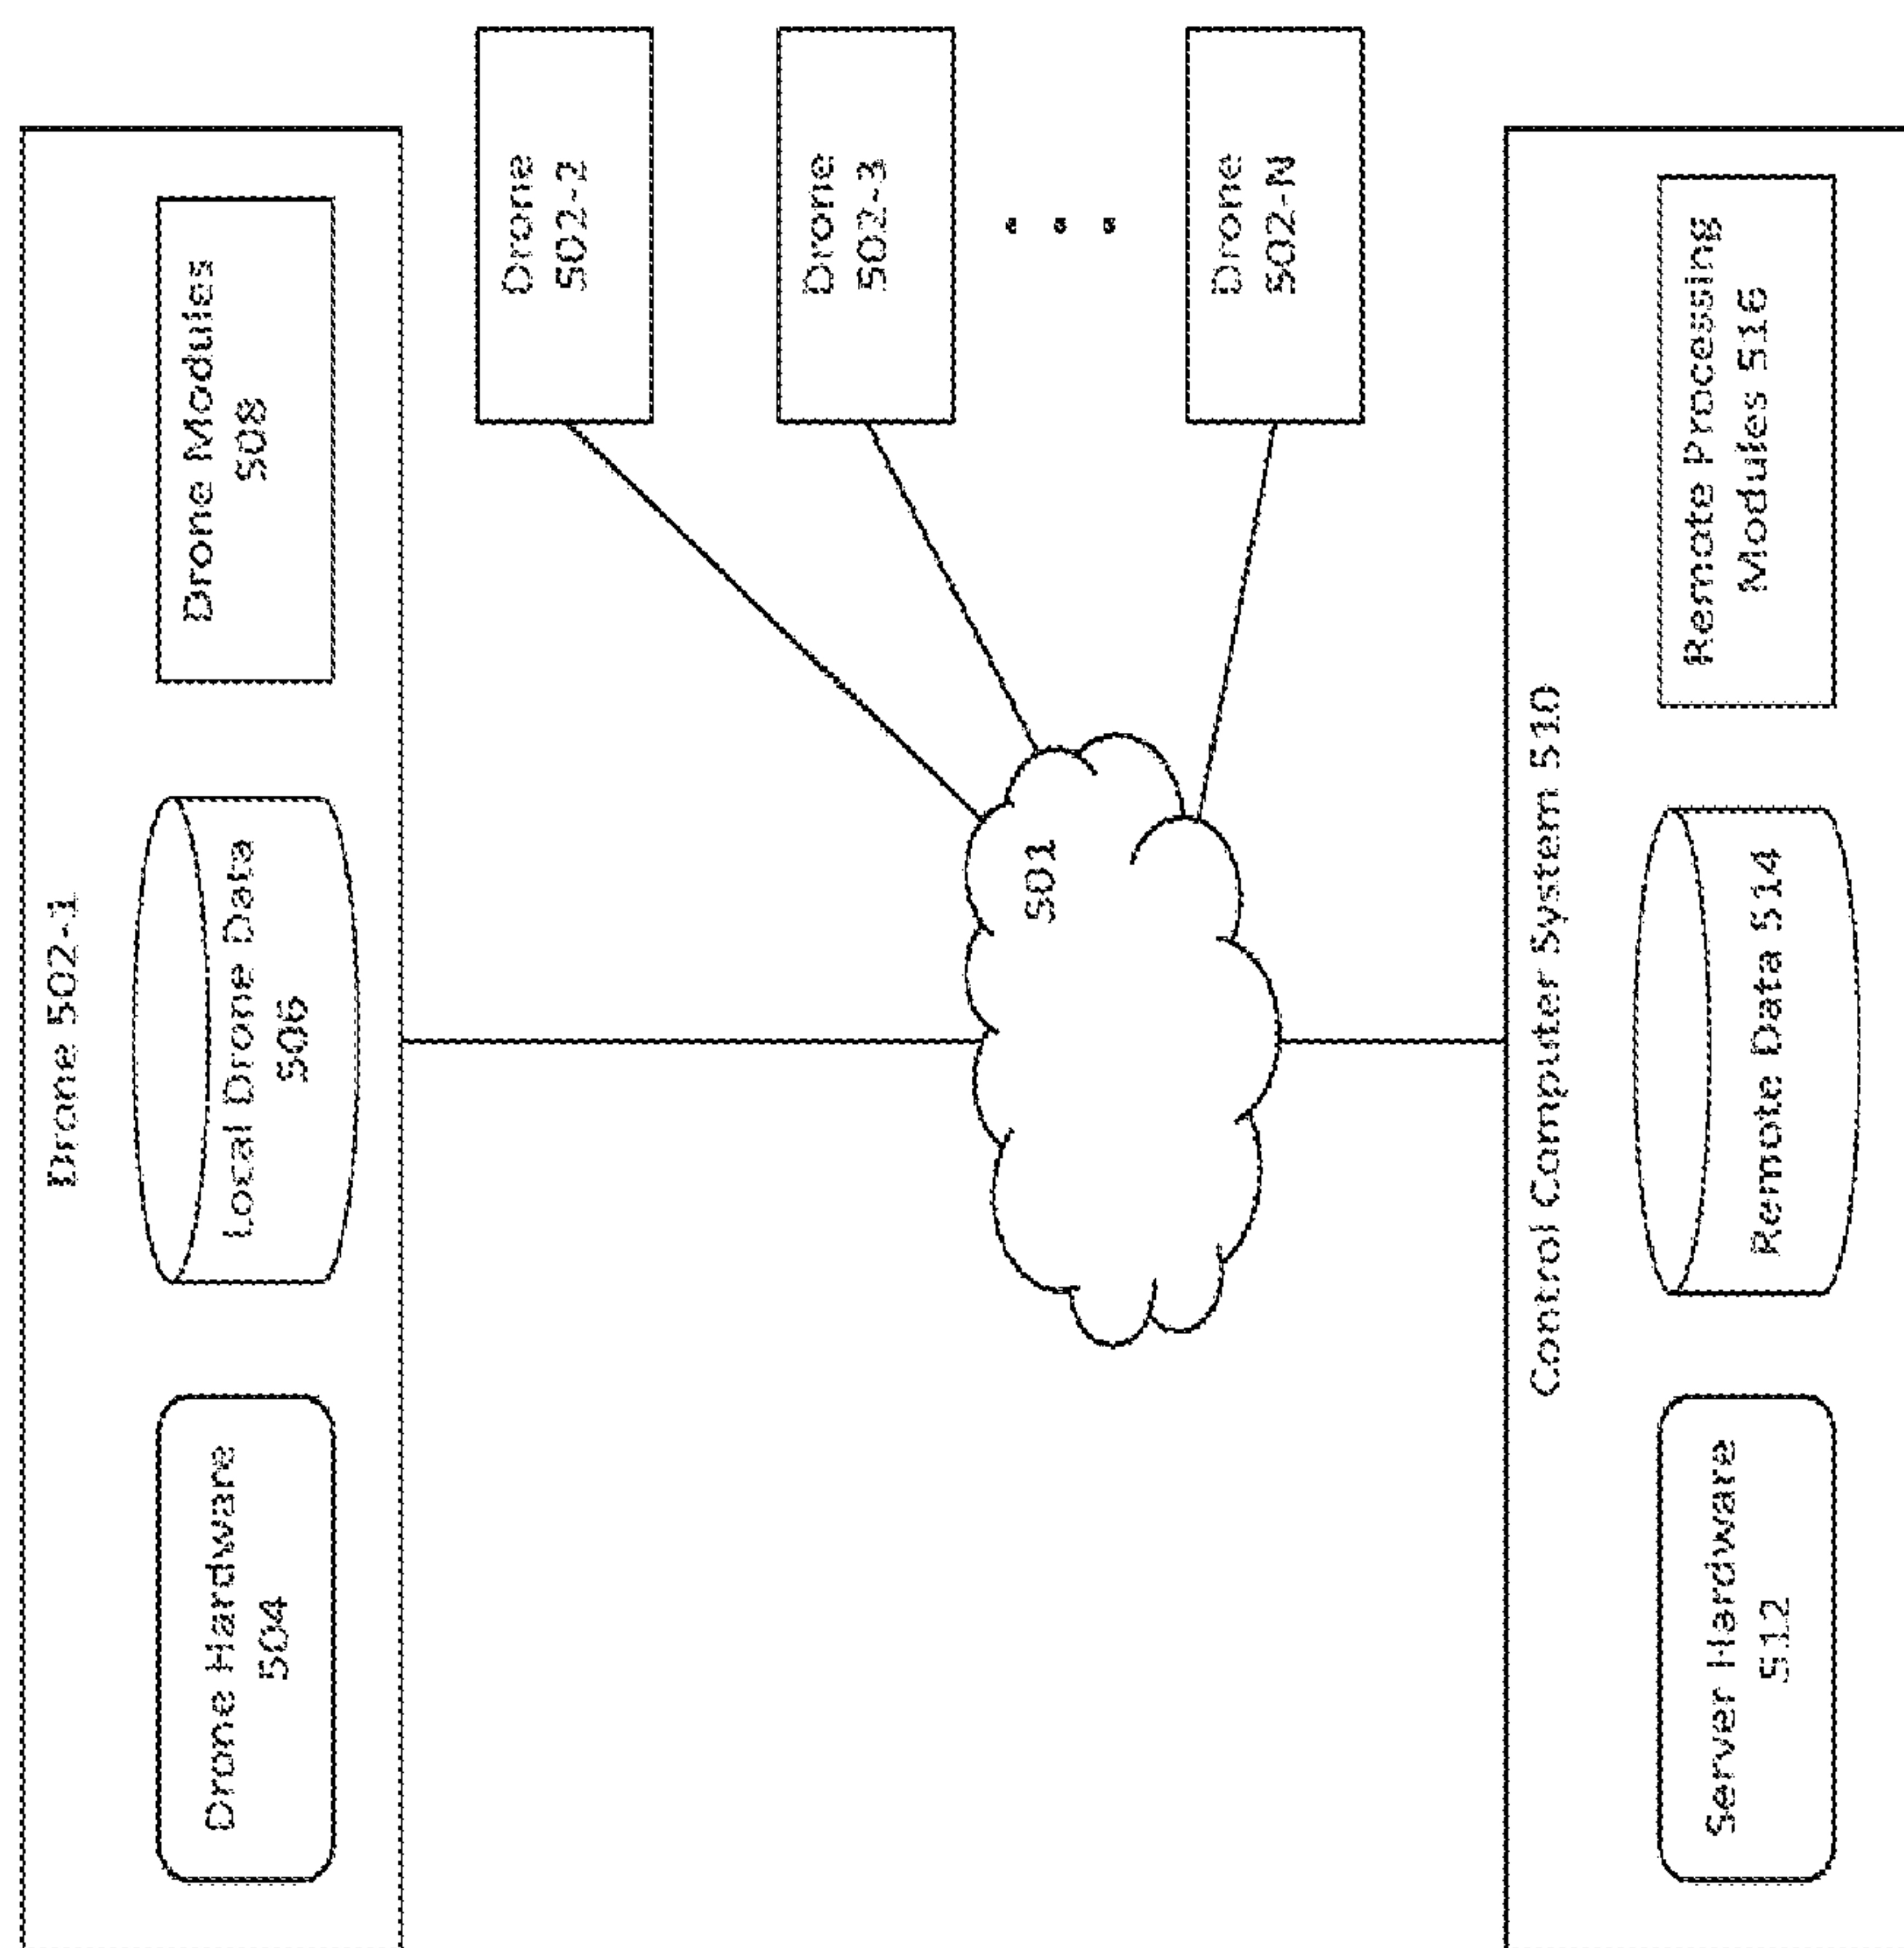 Drone 502-1
Drone Hardware
504
Local Drone Data
506
Drone Modules
508
Drone
502-2
Drone
502-3
...
Drone
502-N
501
Control Computer System 510
Server Hardware
512
Remote Data 514
Remote Processing
Modules 516